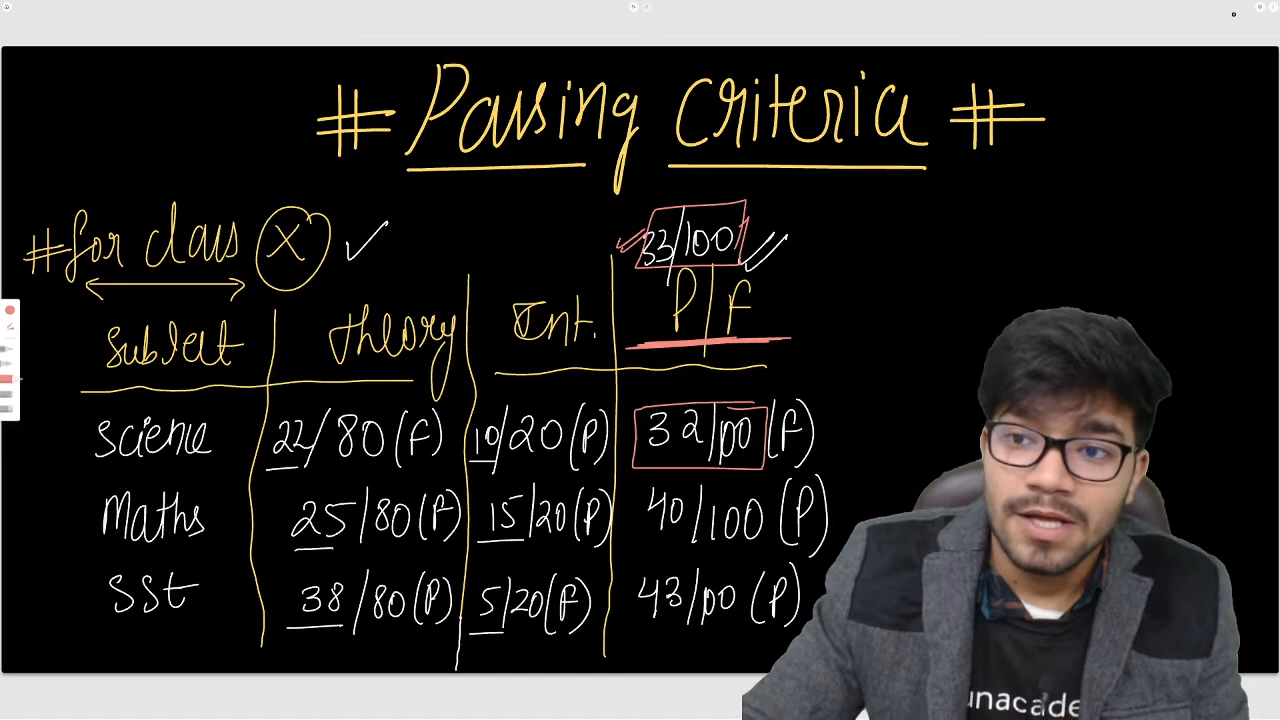 # Passing Criteria #
33/100
# for class X ✓
Subject Theory Int. P/F
Science 22/80 (F) 10/20 (P) 32/100 (F)
Maths 25/80 (F) 15/20 (P) 40/100 (P)
SSt 38/80 (P) 5/20 (F) 43/100 (P)
unacade